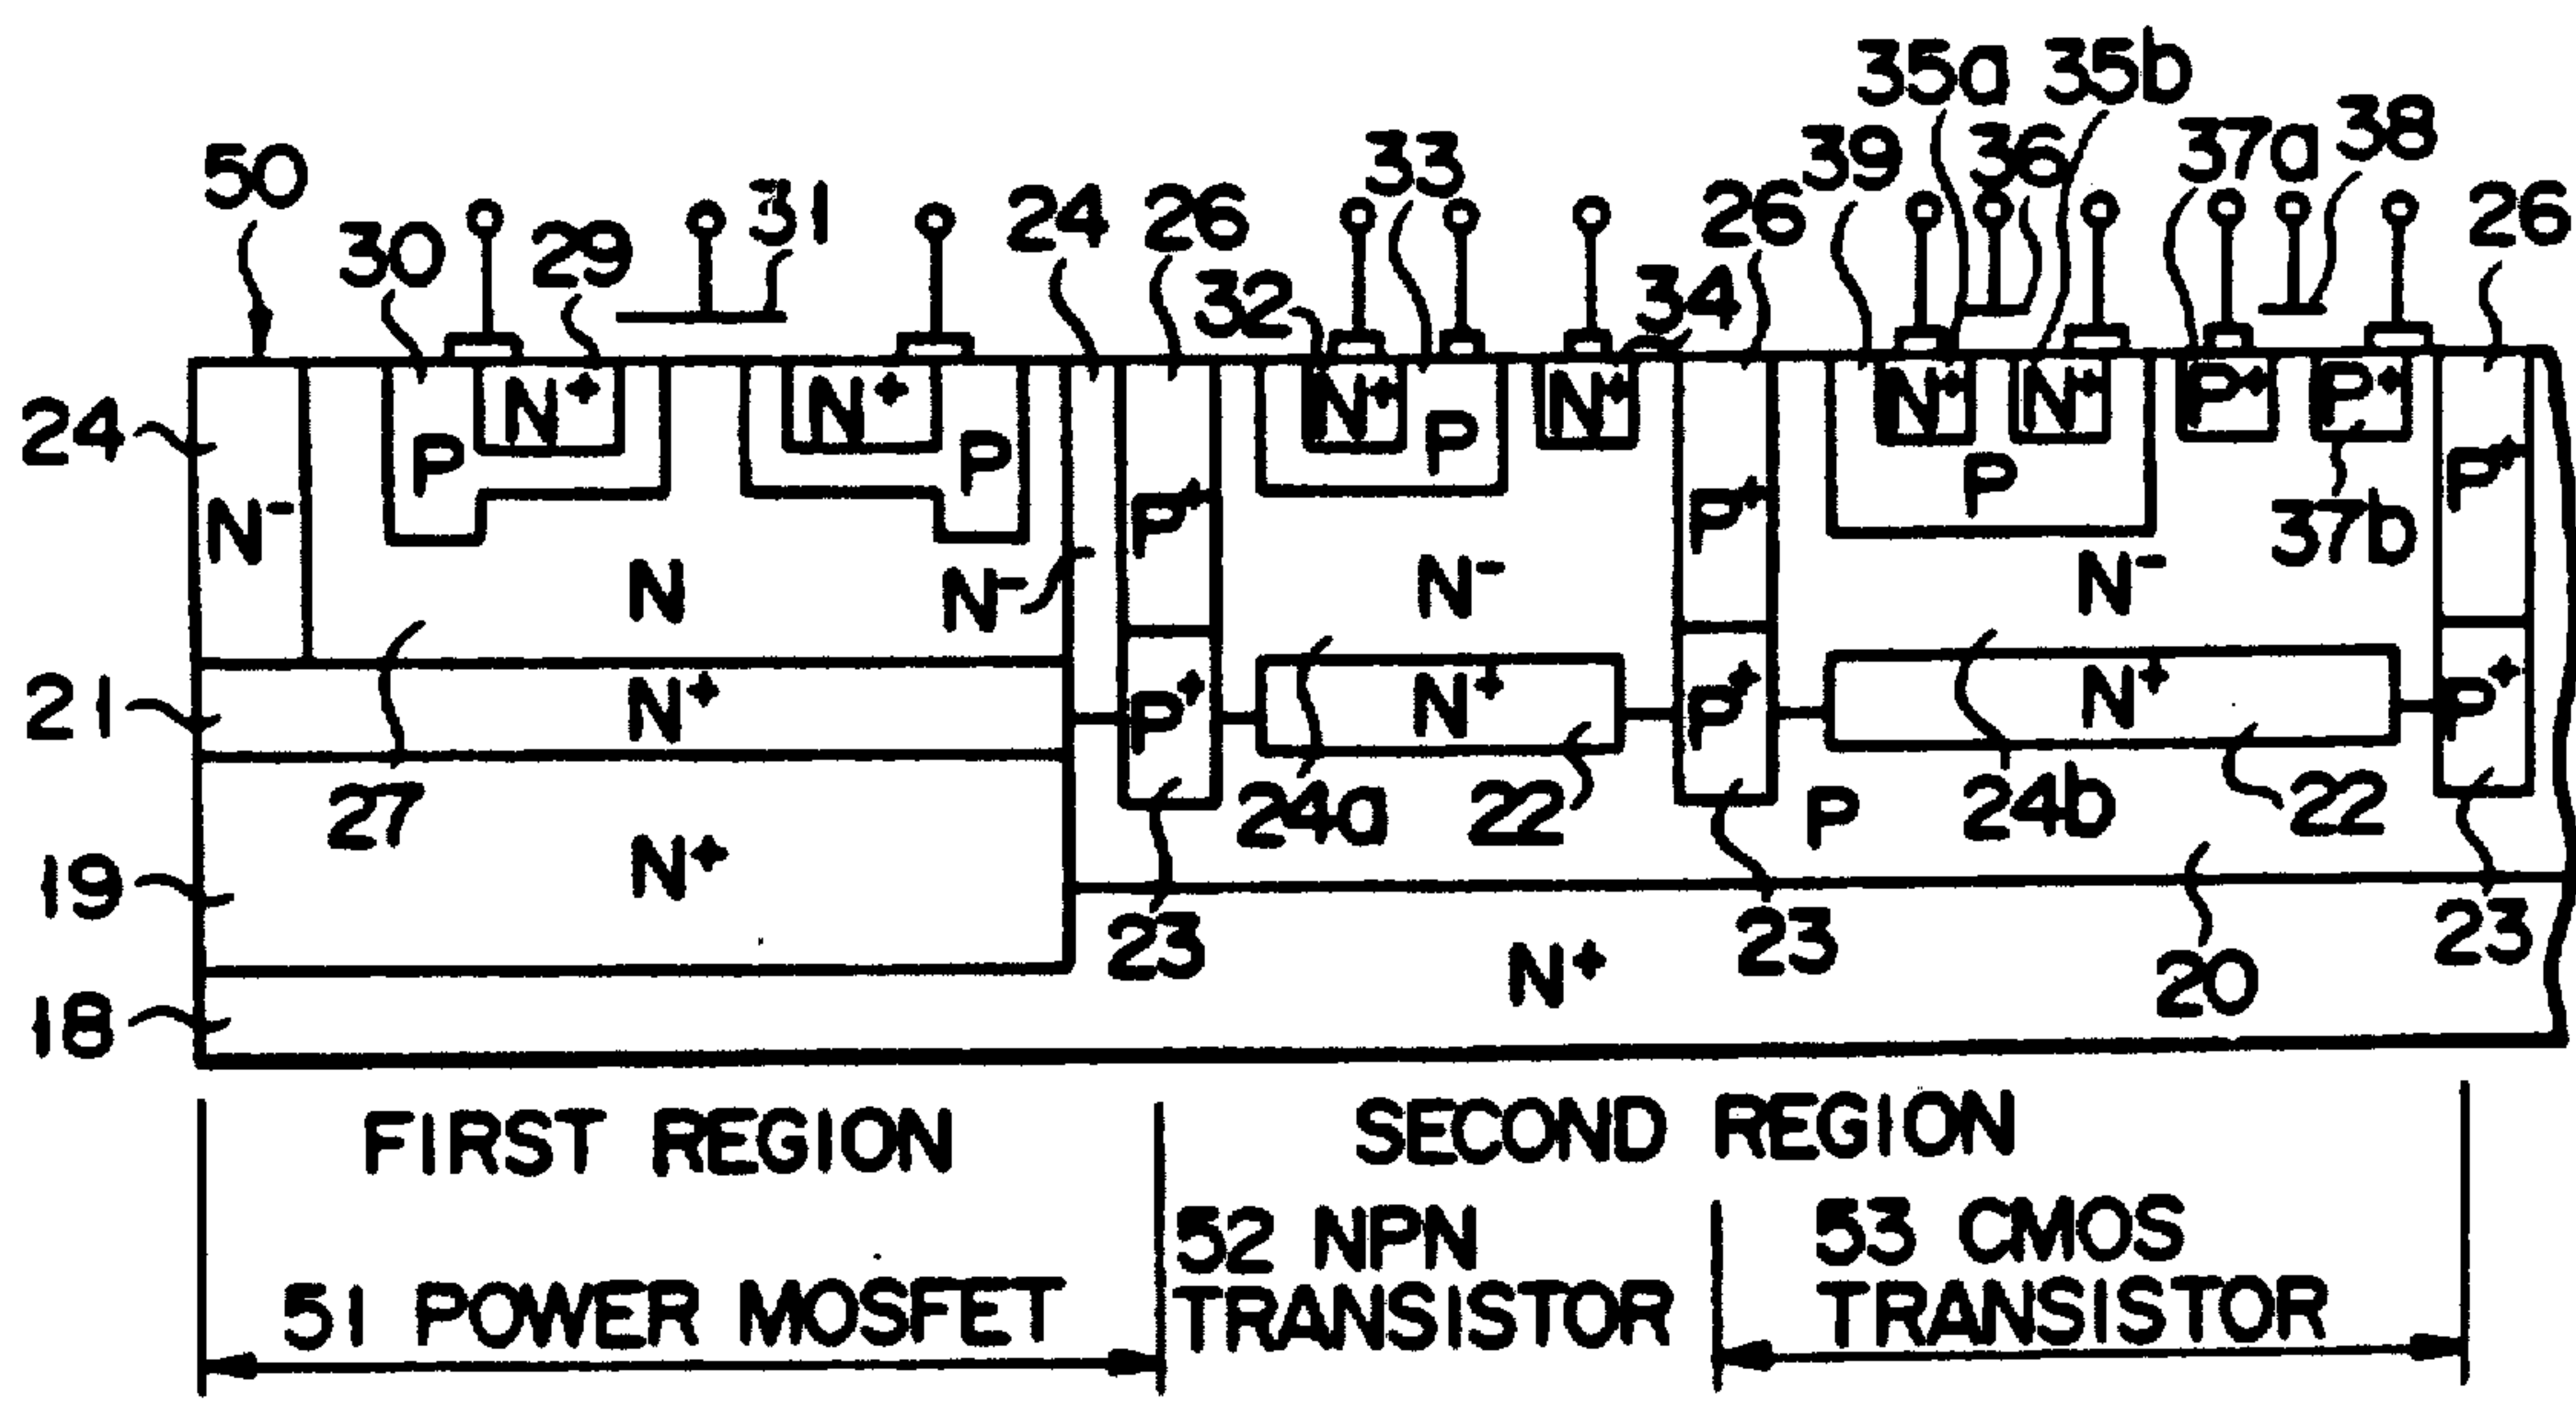 35a 35b
50 30 29 31 24 26 33 26 39 36 37a 38 26
32 34
24 N+ N+ N+ N+ N+ N+ P+ P+
P P P P
N- P+ P+ P+ 37b
N N- N- N-
21 N+ P+ N+ P+ N+ P+
27 24a 22 P 24b 22
19 N+
23 23 23
18 N+ 20
FIRST REGION SECOND REGION
52 NPN TRANSISTOR
53 CMOS TRANSISTOR
51 POWER MOSFET